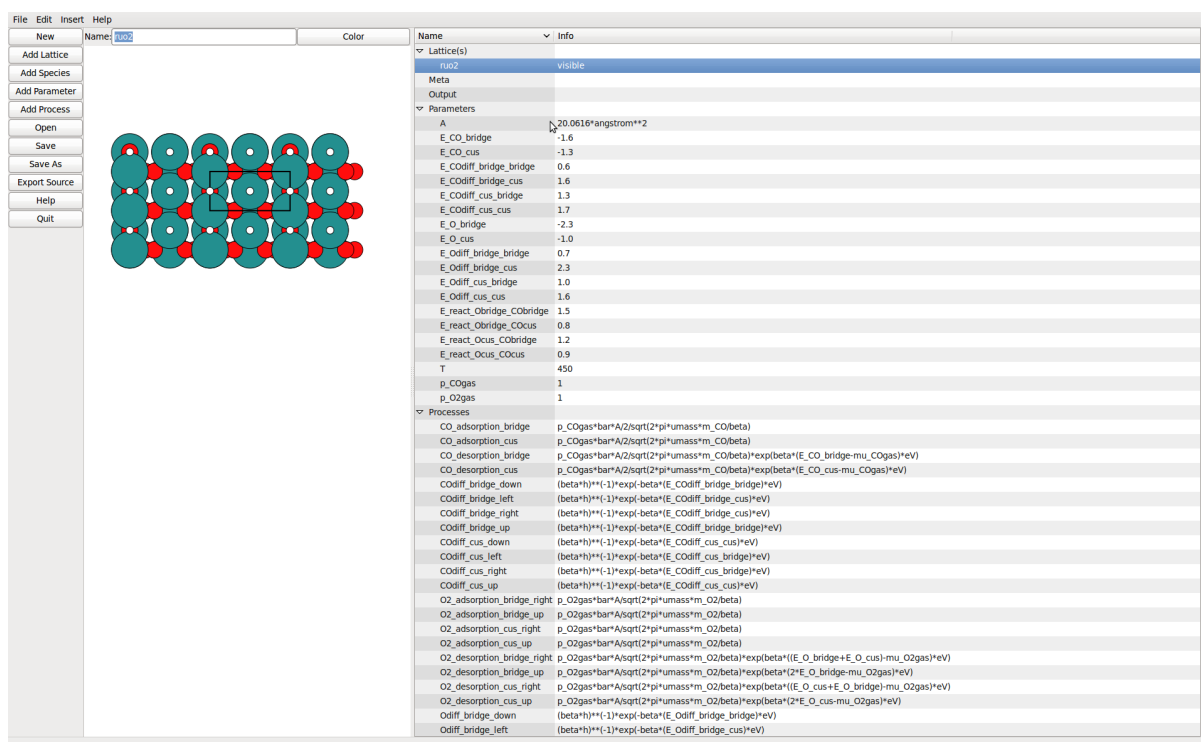 File Edit Insert Help
New
Add Lattice
Add Species
Add Parameter
Add Process
Open
Save
Save As
Export Source
Help
Quit
Name: ruo2 Color
Name Info
Lattice(s)
ruo2 visible
Meta
Output
Parameters
A 20.0616*angstrom**2
E_CO_bridge -1.6
E_CO_cus -1.3
E_COdiff_bridge_bridge 0.6
E_COdiff_bridge_cus 1.6
E_COdiff_cus_bridge 1.3
E_COdiff_cus_cus 1.7
E_O_bridge -2.3
E_O_cus -1.0
E_Odiff_bridge_bridge 0.7
E_Odiff_bridge_cus 2.3
E_Odiff_cus_bridge 1.0
E_Odiff_cus_cus 1.6
E_react_Obridge_CObridge 1.5
E_react_Obridge_COcus 0.8
E_react_Ocus_CObridge 1.2
E_react_Ocus_COcus 0.9
T 450
p_COgas 1
p_O2gas 1
Processes
CO_adsorption_bridge p_COgas*bar*A/2/sqrt(2*pi*umass*m_CO/beta)
CO_adsorption_cus p_COgas*bar*A/2/sqrt(2*pi*umass*m_CO/beta)
CO_desorption_bridge p_COgas*bar*A/2/sqrt(2*pi*umass*m_CO/beta)*exp(beta*(E_CO_bridge-mu_COgas)*eV)
CO_desorption_cus p_COgas*bar*A/2/sqrt(2*pi*umass*m_CO/beta)*exp(beta*(E_CO_cus-mu_COgas)*eV)
COdiff_bridge_down (beta*h)**(-1)*exp(-beta*(E_COdiff_bridge_bridge)*eV)
COdiff_bridge_left (beta*h)**(-1)*exp(-beta*(E_COdiff_bridge_cus)*eV)
COdiff_bridge_right (beta*h)**(-1)*exp(-beta*(E_COdiff_bridge_cus)*eV)
COdiff_bridge_up (beta*h)**(-1)*exp(-beta*(E_COdiff_bridge_bridge)*eV)
COdiff_cus_down (beta*h)**(-1)*exp(-beta*(E_COdiff_cus_cus)*eV)
COdiff_cus_left (beta*h)**(-1)*exp(-beta*(E_COdiff_cus_bridge)*eV)
COdiff_cus_right (beta*h)**(-1)*exp(-beta*(E_COdiff_cus_bridge)*eV)
COdiff_cus_up (beta*h)**(-1)*exp(-beta*(E_COdiff_cus_cus)*eV)
O2_adsorption_bridge_right p_O2gas*bar*A/sqrt(2*pi*umass*m_O2/beta)
O2_adsorption_bridge_up p_O2gas*bar*A/sqrt(2*pi*umass*m_O2/beta)
O2_adsorption_cus_right p_O2gas*bar*A/sqrt(2*pi*umass*m_O2/beta)
O2_adsorption_cus_up p_O2gas*bar*A/sqrt(2*pi*umass*m_O2/beta)
O2_desorption_bridge_right p_O2gas*bar*A/sqrt(2*pi*umass*m_O2/beta)*exp(beta*((E_O_bridge+E_O_cus)-mu_O2gas)*eV)
O2_desorption_bridge_up p_O2gas*bar*A/sqrt(2*pi*umass*m_O2/beta)*exp(beta*(2*E_O_bridge-mu_O2gas)*eV)
O2_desorption_cus_right p_O2gas*bar*A/sqrt(2*pi*umass*m_O2/beta)*exp(beta*((E_O_cus+E_O_bridge)-mu_O2gas)*eV)
O2_desorption_cus_up p_O2gas*bar*A/sqrt(2*pi*umass*m_O2/beta)*exp(beta*(2*E_O_cus-mu_O2gas)*eV)
Odiff_bridge_down (beta*h)**(-1)*exp(-beta*(E_Odiff_bridge_bridge)*eV)
Odiff_bridge_left (beta*h)**(-1)*exp(-beta*(E_Odiff_bridge_cus)*eV)